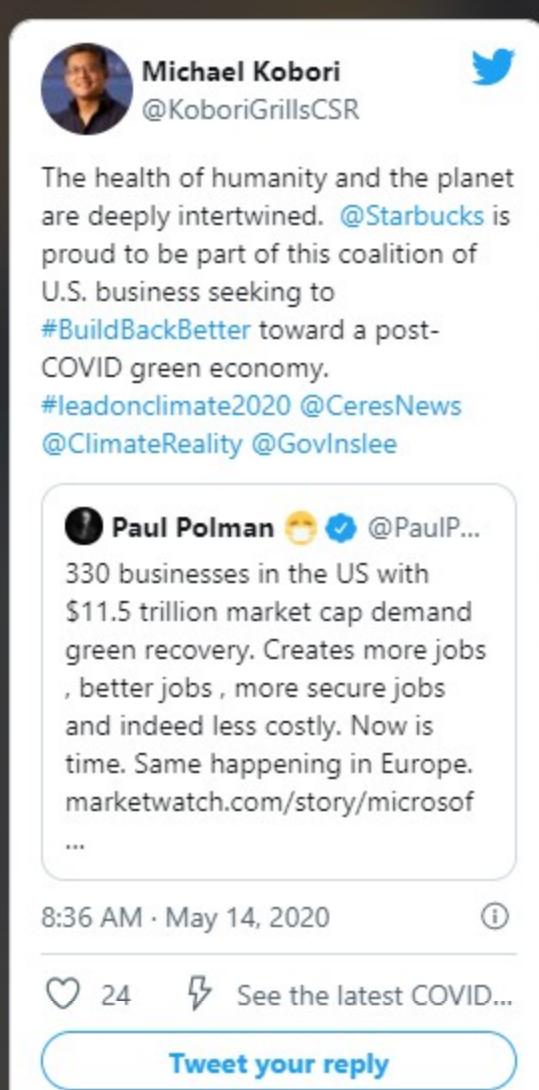 Michael Kobori
@KoboriGrillsCSR
The health of humanity and the planet
are deeply intertwined. @Starbucks is
proud to be part of this coalition of
U.S. business seeking to
#BuildBackBetter toward a post-
COVID green economy.
#leadonclimate2020 @CeresNews
@ClimateReality @GovInslee
Paul Polman 😷 @PaulP...
330 businesses in the US with
$11.5 trillion market cap demand
green recovery. Creates more jobs
, better jobs , more secure jobs
and indeed less costly. Now is
time. Same happening in Europe.
marketwatch.com/story/microsof
...
8:36 AM · May 14, 2020
24 See the latest COVID...
Tweet your reply